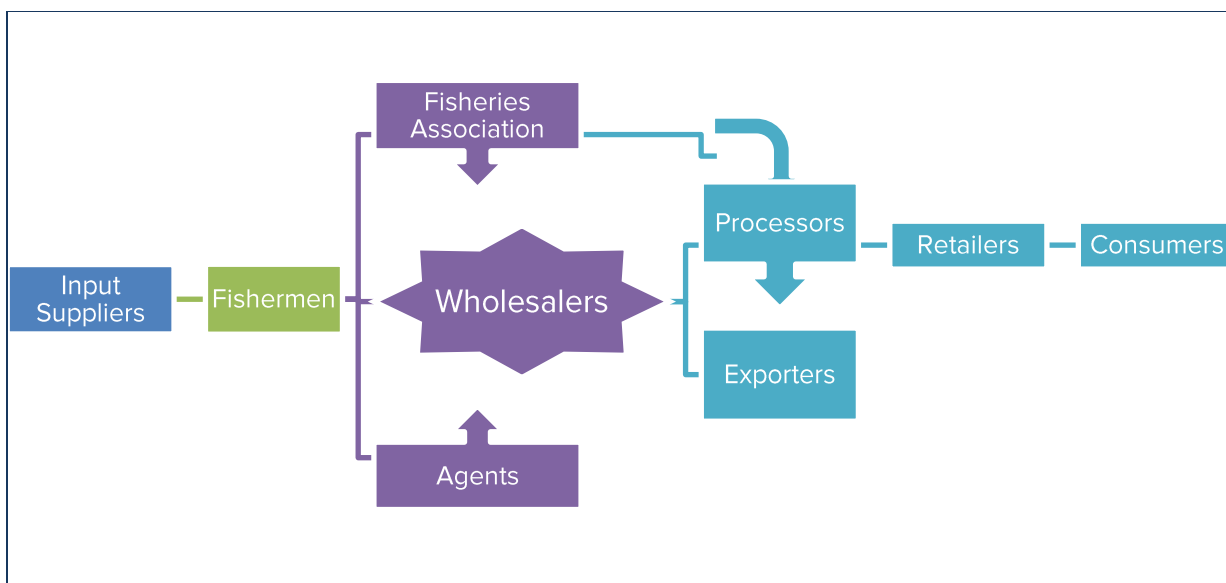 Fisheries
Association
Processors
Retailers
Consumers
Input
Suppliers
Fishermen
Wholesalers
Exporters
Agents